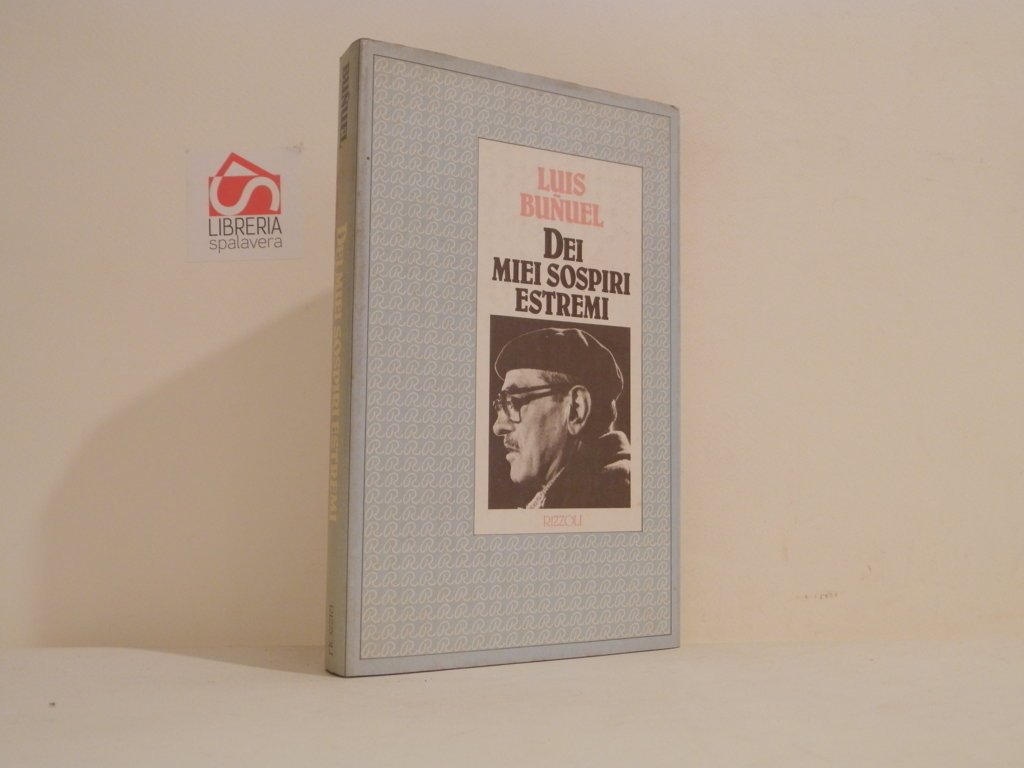 LIBRERIA
spalavera
BUÑUEL
DEI MIEI SOSPIRI ESTREMI
LUIS
BUÑUEL
DEI
MIEI SOSPIRI
ESTREMI
RIZZOLI